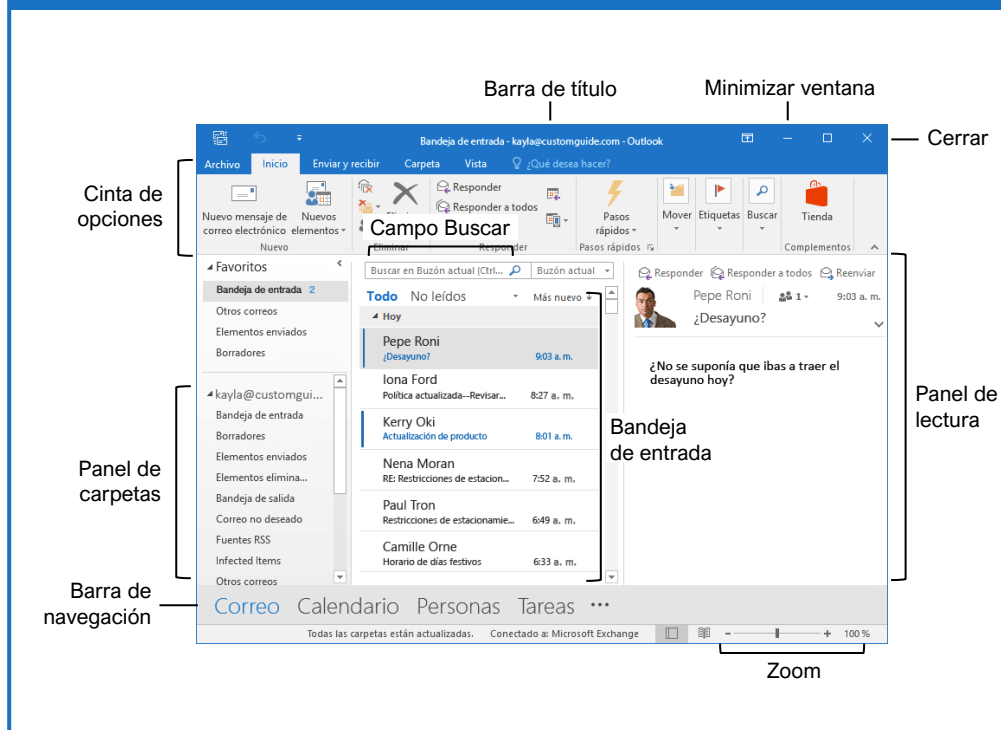 Barra de título
Minimizar ventana
Cerrar
Bandeja de entrada - kayla@customguide.com - Outlook
Archivo Inicio Enviar y recibir Carpeta Vista ¿Qué desea hacer?
Cinta de
opciones
Nuevo mensaje de
correo electrónico
Nuevos
elementos
Nuevo
Eliminar
Responder
Responder a todos
Responder
Pasos
rápidos
Pasos rápidos
Mover
Etiquetas
Buscar
Tienda
Complementos
Campo Buscar
Favoritos
Bandeja de entrada 2
Otros correos
Elementos enviados
Borradores
kayla@customgui...
Bandeja de entrada
Borradores
Elementos enviados
Elementos elimina...
Bandeja de salida
Correo no deseado
Fuentes RSS
Infected Items
Otros correos
Panel de
carpetas
Buscar en Buzón actual (Ctrl... Buzón actual
Todo No leídos Más nuevo
Hoy
Pepe Roni
¿Desayuno? 9:03 a. m.
Iona Ford
Política actualizada--Revisar... 8:27 a. m.
Kerry Oki
Actualización de producto 8:01 a. m.
Nena Moran
RE: Restricciones de estacion... 7:52 a. m.
Paul Tron
Restricciones de estacionamie... 6:49 a. m.
Camille Orne
Horario de días festivos 6:33 a. m.
Bandeja
de entrada
Responder Responder a todos Reenviar
Pepe Roni 1 9:03 a. m.
¿Desayuno?
¿No se suponía que ibas a traer el
desayuno hoy?
Panel de
lectura
Barra de
navegación
Correo Calendario Personas Tareas ···
Todas las carpetas están actualizadas. Conectado a: Microsoft Exchange - + 100 %
Zoom